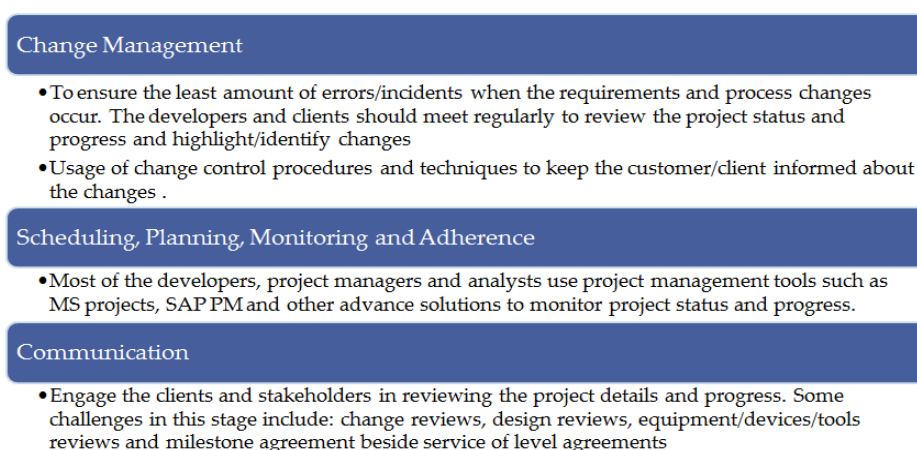 Change Management
•To ensure the least amount of errors/incidents when the requirements and process changes
occur. The developers and clients should meet regularly to review the project status and
progress and highlight/identify changes
•Usage of change control procedures and techniques to keep the customer/client informed about
the changes .
Scheduling, Planning, Monitoring and Adherence
•Most of the developers, project managers and analysts use project management tools such as
MS projects, SAP PM and other advance solutions to monitor project status and progress.
Communication
•Engage the clients and stakeholders in reviewing the project details and progress. Some
challenges in this stage include: change reviews, design reviews, equipment/devices/tools
reviews and milestone agreement beside service of level agreements